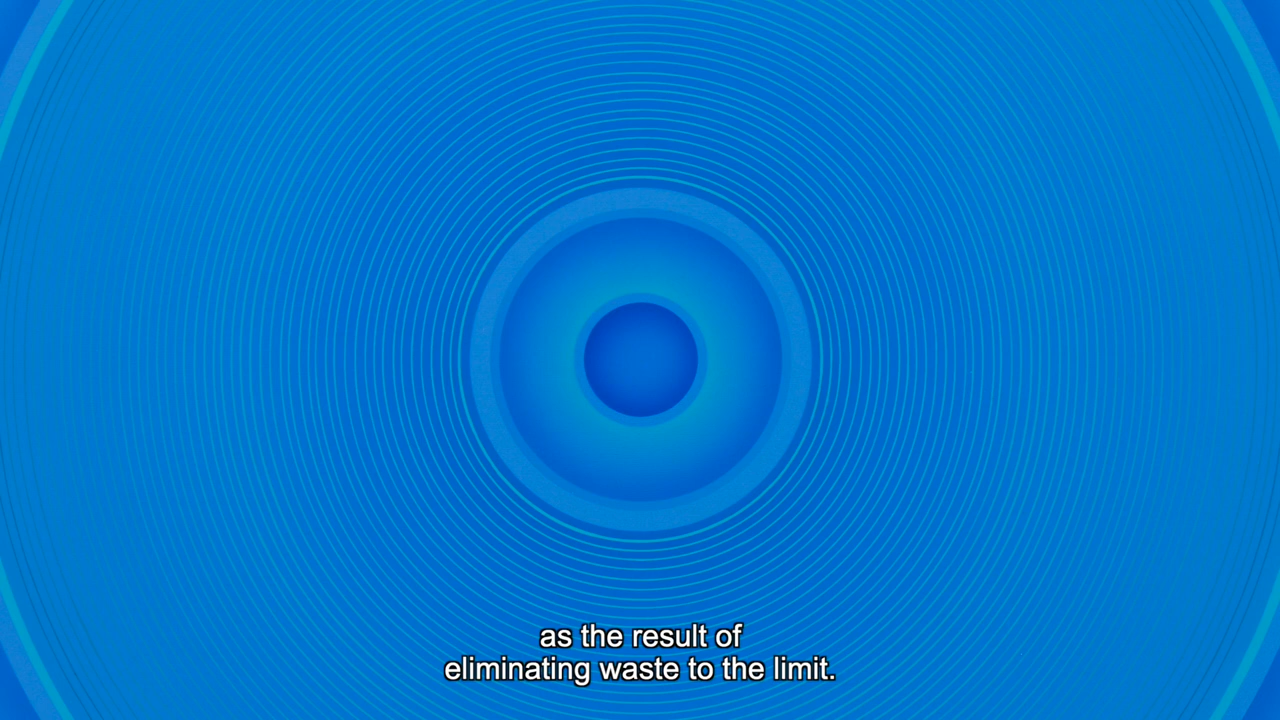 as the result of
eliminating waste to the limit.